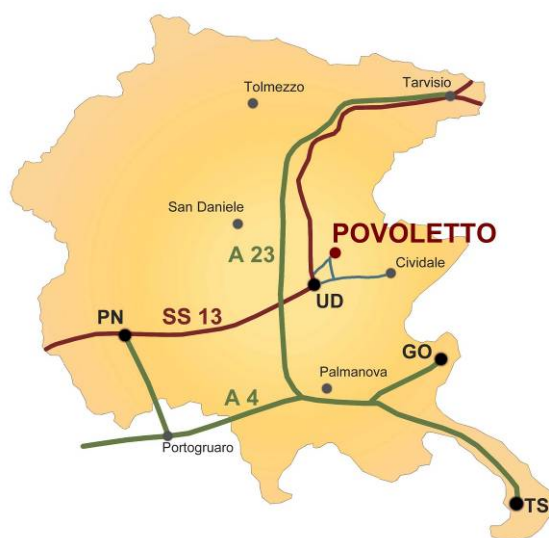 Tolmezzo
Tarvisio
San Daniele
POVOLETTO
A 23
Cividale
UD
PN
SS 13
GO
Palmanova
A 4
Portogruaro
TS